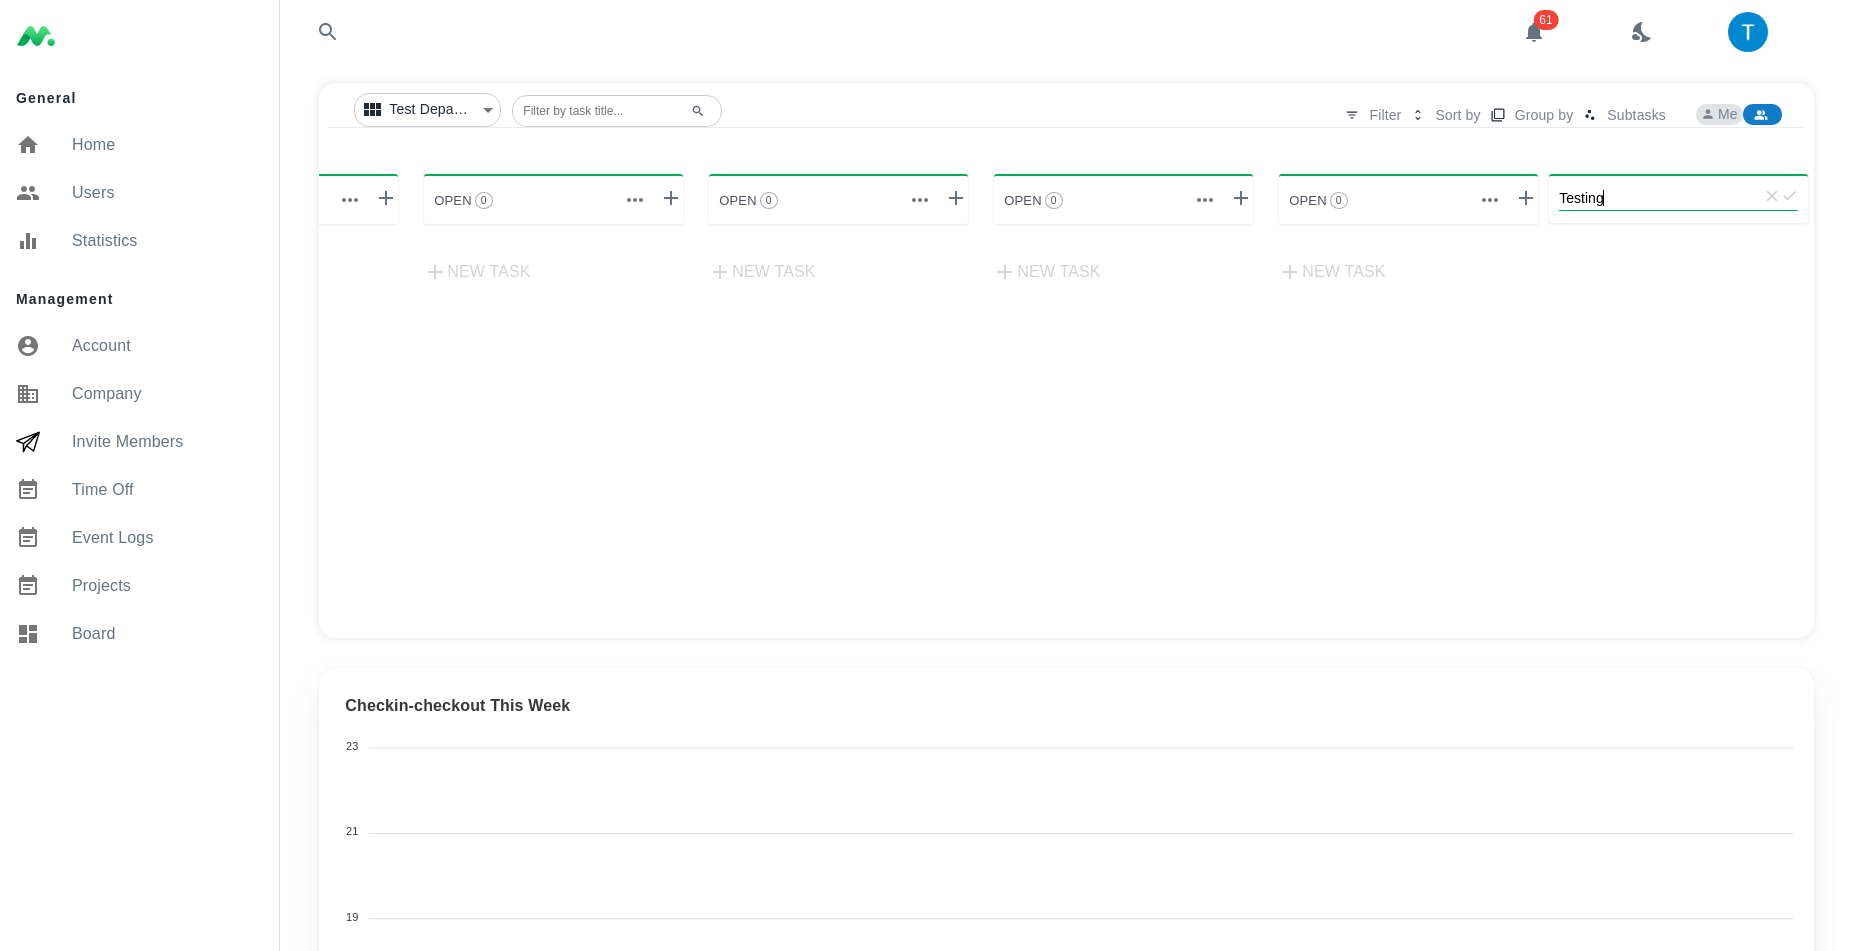 61
T
General
Home
Users
Statistics
Management
Account
Company
Invite Members
Time Off
Event Logs
Projects
Board
Test Depa...
Filter by task title...
Filter
Sort by
Group by
Subtasks
Me
OPEN 0
OPEN 0
OPEN 0
OPEN 0
Testing
NEW TASK
NEW TASK
NEW TASK
NEW TASK
Checkin-checkout This Week
23
21
19